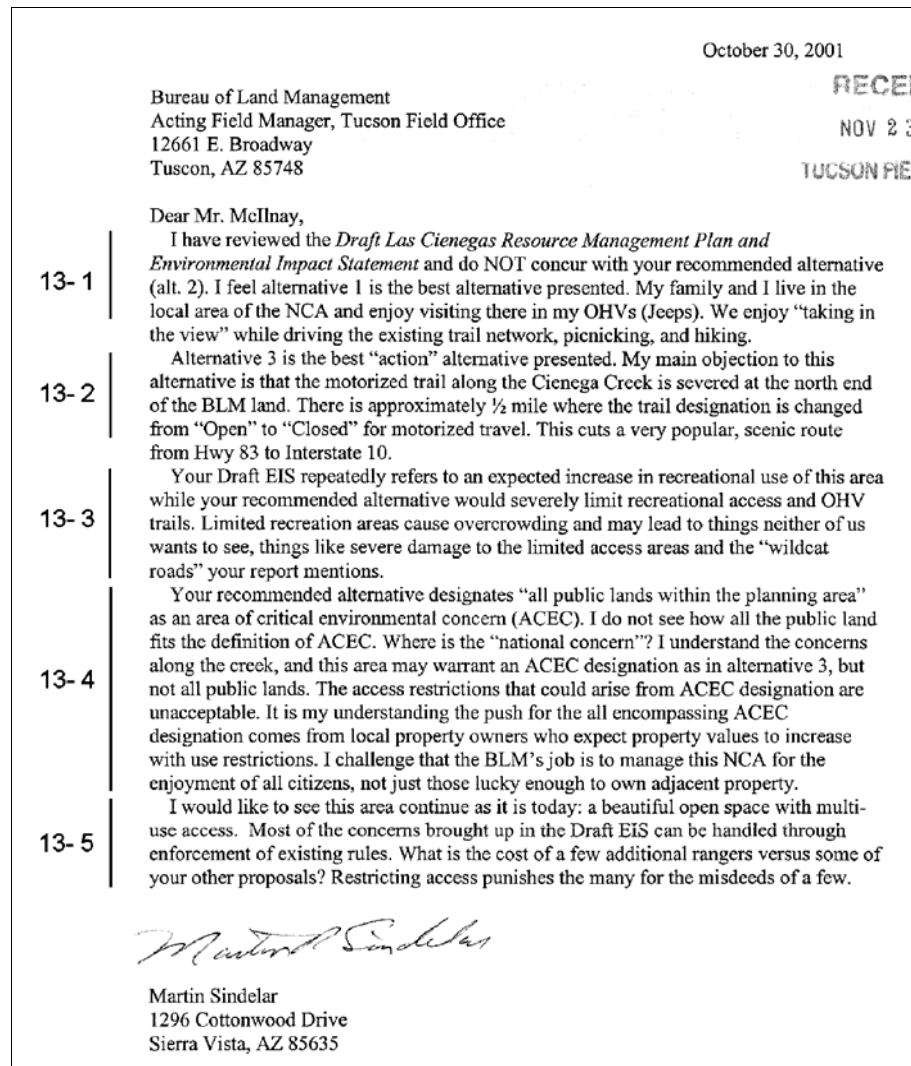 October 30, 2001
Bureau of Land Management
Acting Field Manager, Tucson Field Office
12661 E. Broadway
Tuscon, AZ 85748
NOV 2
TUCSON
Dear Mr. McIlnay,
13-1
I have reviewed the Draft Las Cienegas Resource Management Plan and
Environmental Impact Statement and do NOT concur with your recommended alternative
(alt. 2). I feel alternative 1 is the best alternative presented. My family and I live in the
local area of the NCA and enjoy visiting there in my OHVs (Jeeps). We enjoy “taking in
the view” while driving the existing trail network, picnicking, and hiking.
13-2
Alternative 3 is the best “action” alternative presented. My main objection to this
alternative is that the motorized trail along the Cienega Creek is severed at the north end
of the BLM land. There is approximately ½ mile where the trail designation is changed
from “Open” to “Closed” for motorized travel. This cuts a very popular, scenic route
from Hwy 83 to Interstate 10.
13-3
Your Draft EIS repeatedly refers to an expected increase in recreational use of this area
while your recommended alternative would severely limit recreational access and OHV
trails. Limited recreation areas cause overcrowding and may lead to things neither of us
wants to see, things like severe damage to the limited access areas and the “wildcat
roads” your report mentions.
13-4
Your recommended alternative designates “all public lands within the planning area”
as an area of critical environmental concern (ACEC). I do not see how all the public land
fits the definition of ACEC. Where is the “national concern”? I understand the concerns
along the creek, and this area may warrant an ACEC designation as in alternative 3, but
not all public lands. The access restrictions that could arise from ACEC designation are
unacceptable. It is my understanding the push for the all encompassing ACEC
designation comes from local property owners who expect property values to increase
with use restrictions. I challenge that the BLM’s job is to manage this NCA for the
enjoyment of all citizens, not just those lucky enough to own adjacent property.
13-5
I would like to see this area continue as it is today: a beautiful open space with multi-
use access. Most of the concerns brought up in the Draft EIS can be handled through
enforcement of existing rules. What is the cost of a few additional rangers versus some of
your other proposals? Restricting access punishes the many for the misdeeds of a few.
Martin Sindelar
Martin Sindelar
1296 Cottonwood Drive
Sierra Vista, AZ 85635